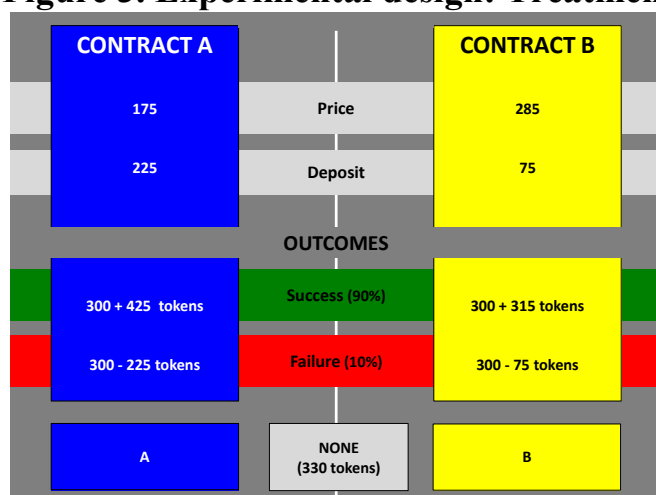 CONTRACT A CONTRACT B
175 Price 285
225 Deposit 75
OUTCOMES
Success (90%)
300 + 425 tokens 300 + 315 tokens
300 - 225 tokens Failure (10%) 300 - 75 tokens
A NONE B
(330 tokens)